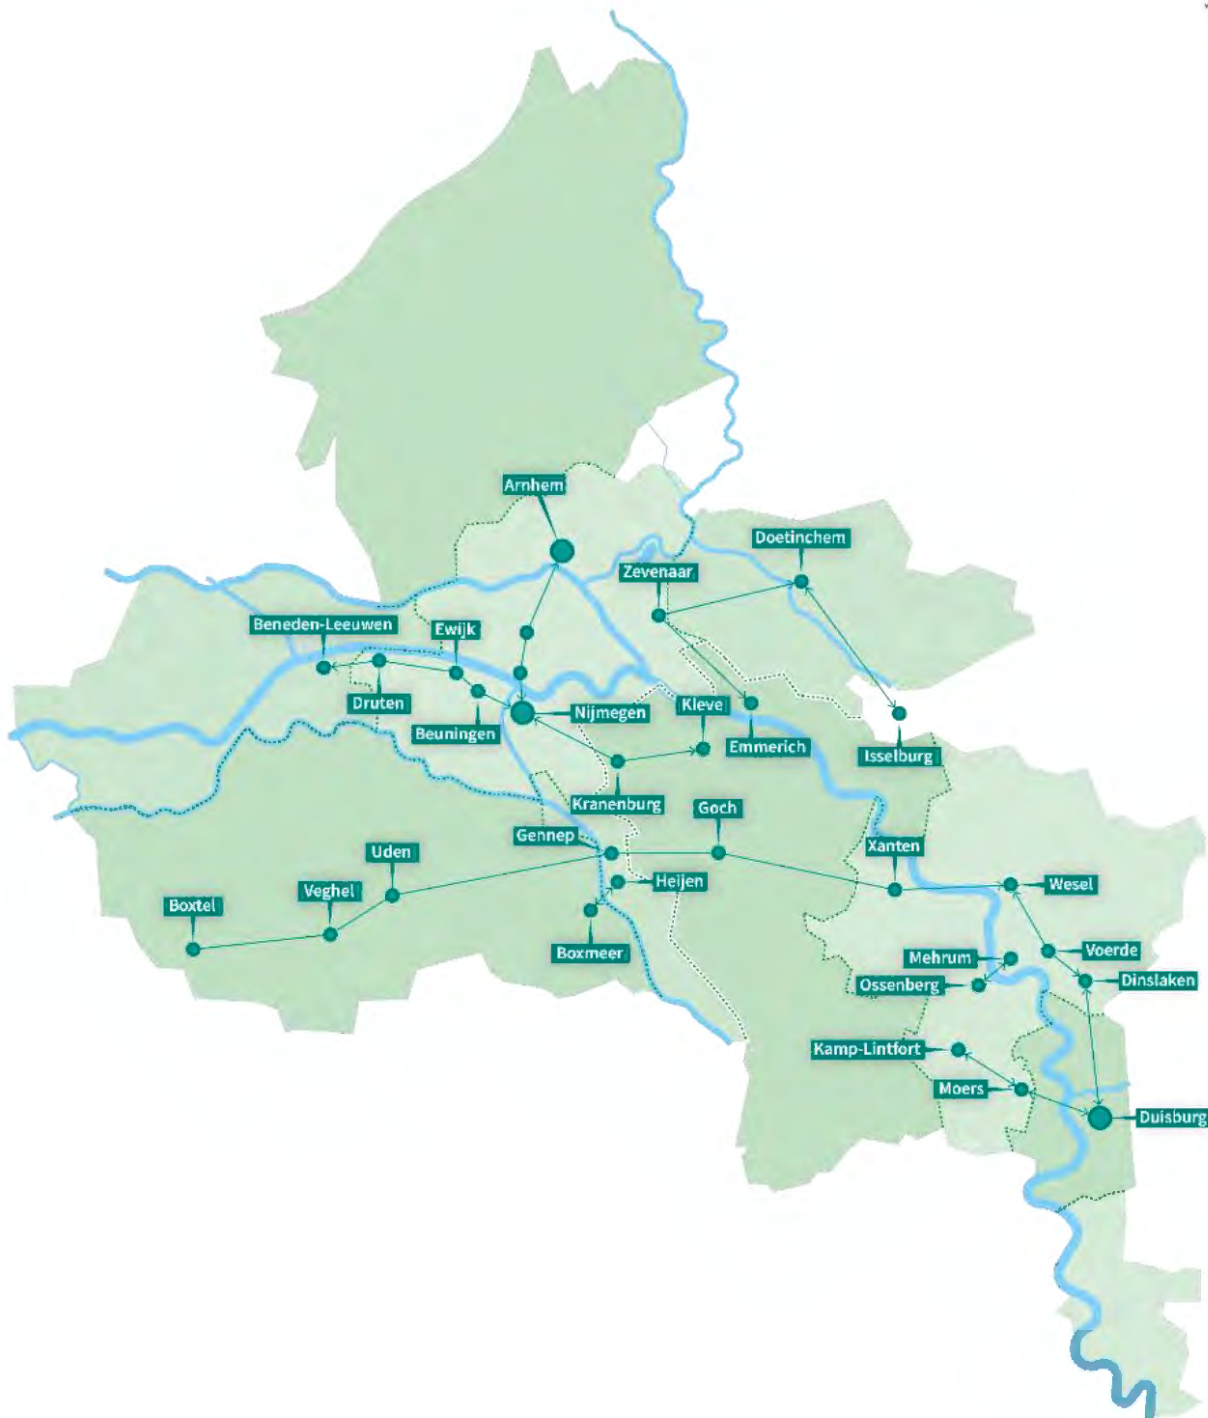 Arnhem
Doetinchem
Zevenaar
Beneden-Leeuwen
Ewijk
Druten
Beuningen
Nijmegen
Kleve
Emmerich
Isselburg
Kranenburg
Goch
Gennep
Xanten
Uden
Heijen
Wesel
Veghel
Boxtel
Boxmeer
Mehrum
Voerde
Ossenberg
Dinslaken
Kamp-Lintfort
Moers
Duisburg